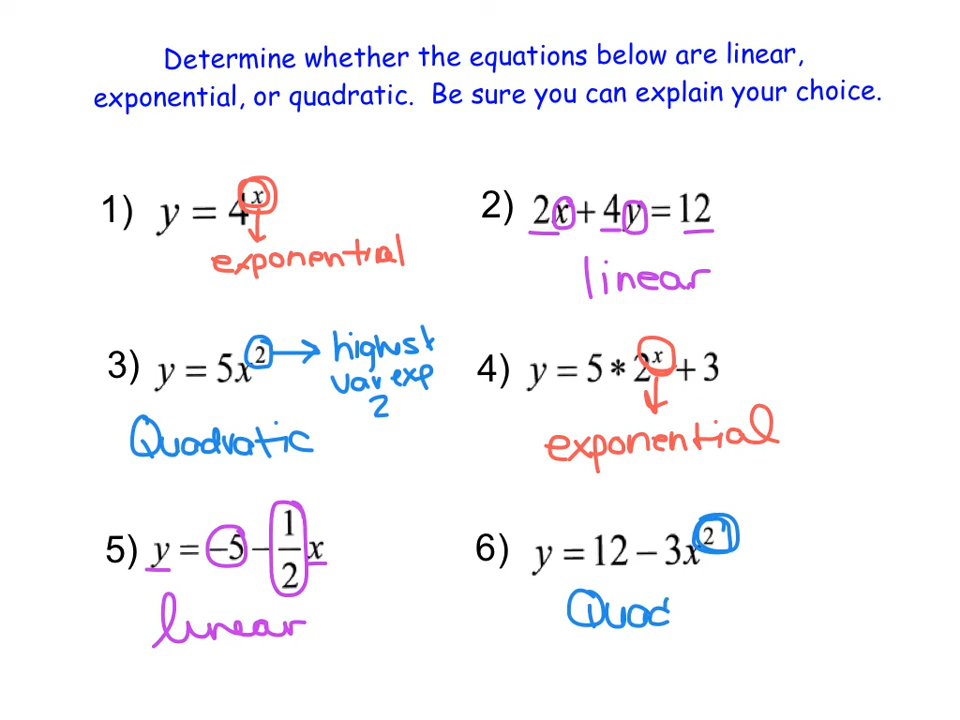 Determine whether the equations below are linear,
exponential, or quadratic. Be sure you can explain your choice.
1) y = 4^x
exponential
2) 2x + 4y = 12
linear
3) y = 5x^2 → highest
var exp
2
Quadratic
4) y = 5 * 2^x + 3
exponential
5) y = -5 - 1/2 x
linear
6) y = 12 - 3x^2
Quad